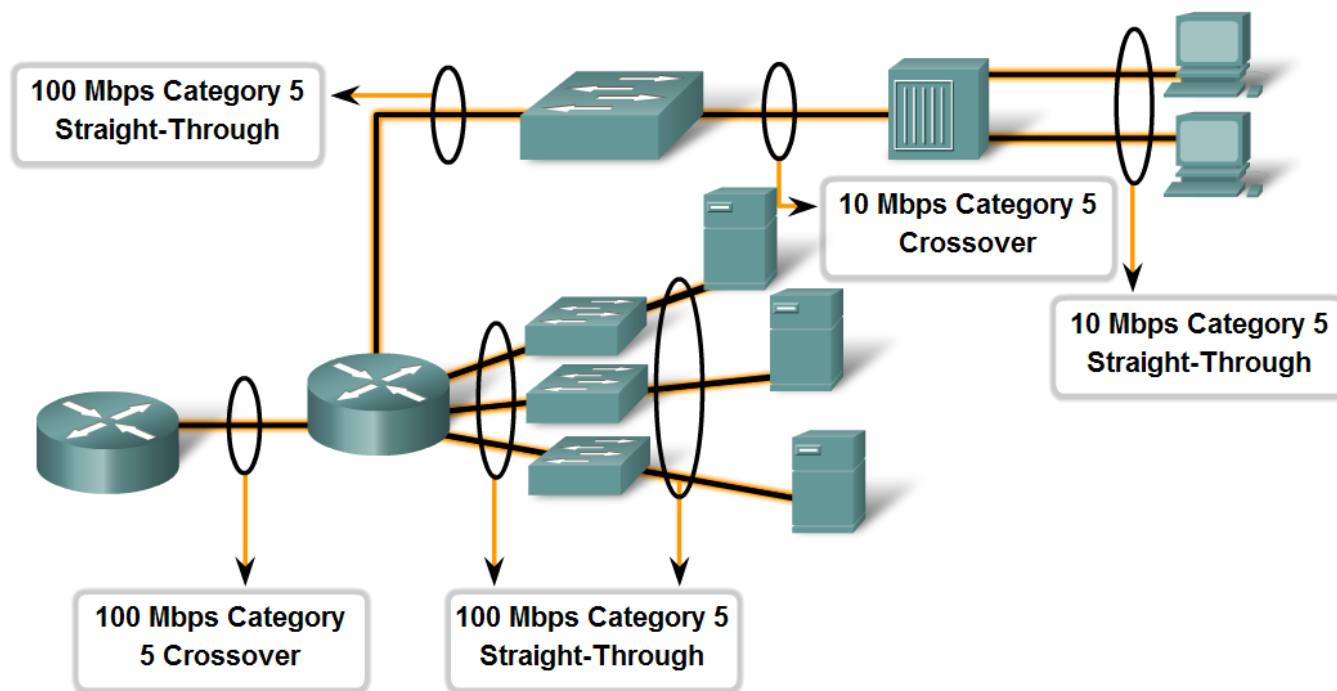 100 Mbps Category 5
Straight-Through
10 Mbps Category 5
Crossover
10 Mbps Category 5
Straight-Through
100 Mbps Category
5 Crossover
100 Mbps Category 5
Straight-Through